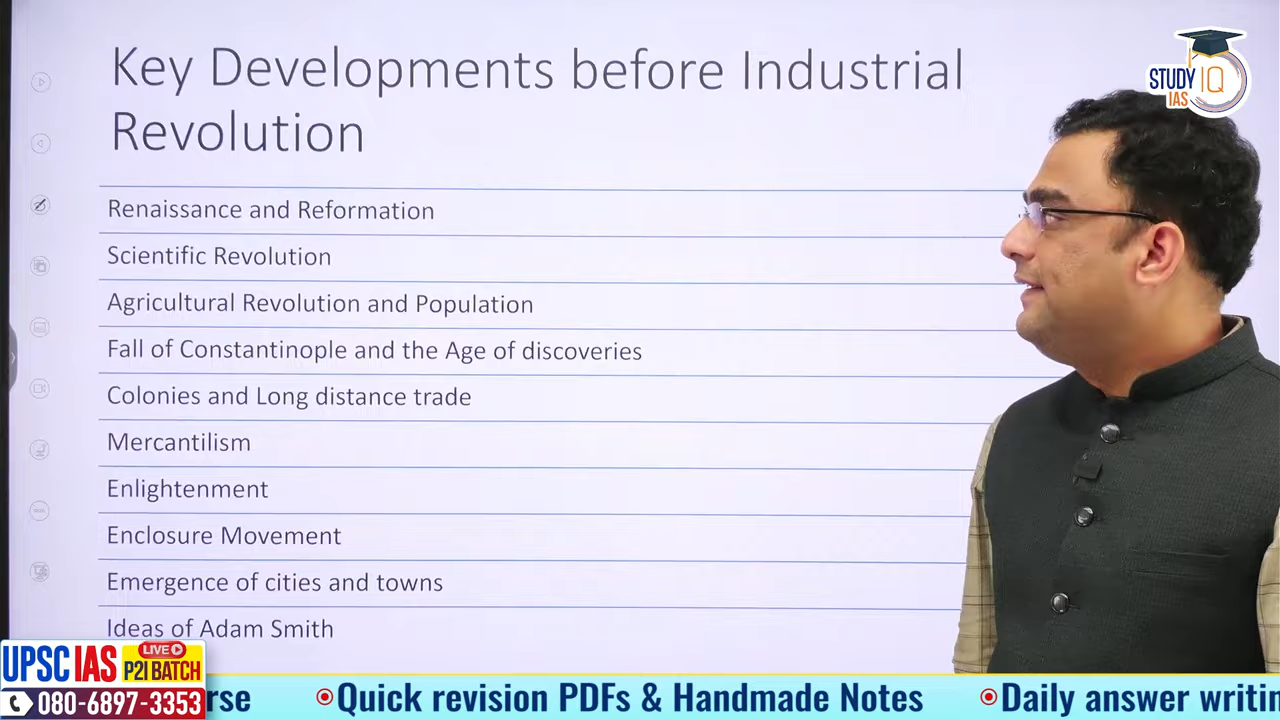 Key Developments before Industrial
Revolution
STUDY IQ
IAS
Renaissance and Reformation
Scientific Revolution
Agricultural Revolution and Population
Fall of Constantinople and the Age of discoveries
Colonies and Long distance trade
Mercantilism
Enlightenment
Enclosure Movement
Emergence of cities and towns
Ideas of Adam Smith
UPSC IAS
LIVE
P2I BATCH
080-6897-3353
rse
Quick revision PDFs & Handmade Notes
Daily answer writin